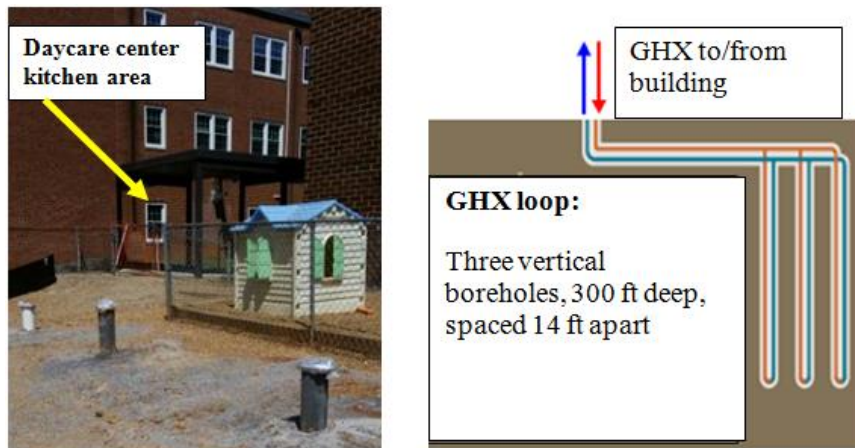 Daycare center
kitchen area
GHX to/from
building
GHX loop:
Three vertical
boreholes, 300 ft deep,
spaced 14 ft apart